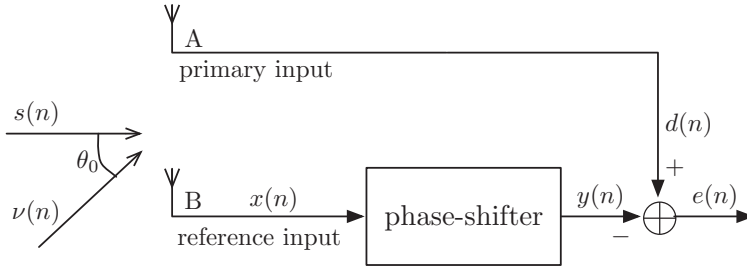 A
primary input
s(n)
d(n)
θ₀
+
ν(n)
B
x(n)
phase-shifter
y(n)
e(n)
reference input
−